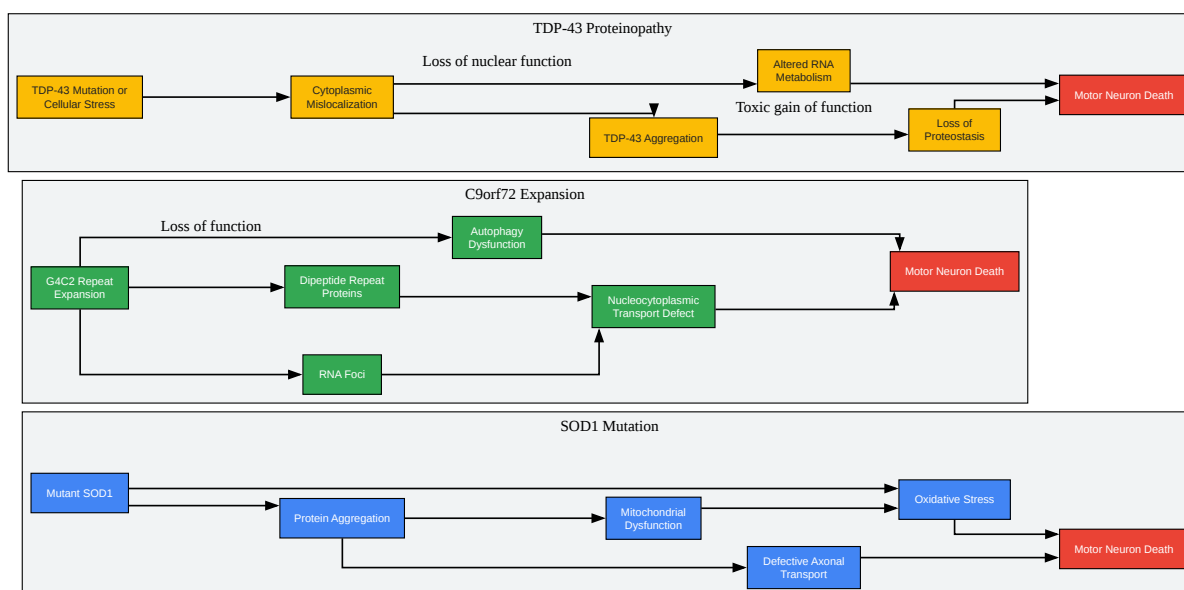 TDP-43 Proteinopathy
Loss of nuclear function
Altered RNA
Metabolism
TDP-43 Mutation or
Cellular Stress
Cytoplasmic
Mislocalization
Motor Neuron Death
Toxic gain of function
TDP-43 Aggregation
Loss of
Proteostasis
C9orf72 Expansion
Loss of function
Autophagy
Dysfunction
G4C2 Repeat
Expansion
Dipeptide Repeat
Proteins
Motor Neuron Death
Nucleocytoplasmic
Transport Defect
RNA Foci
SOD1 Mutation
Mutant SOD1
Oxidative Stress
Protein Aggregation
Mitochondrial
Dysfunction
Motor Neuron Death
Defective Axonal
Transport